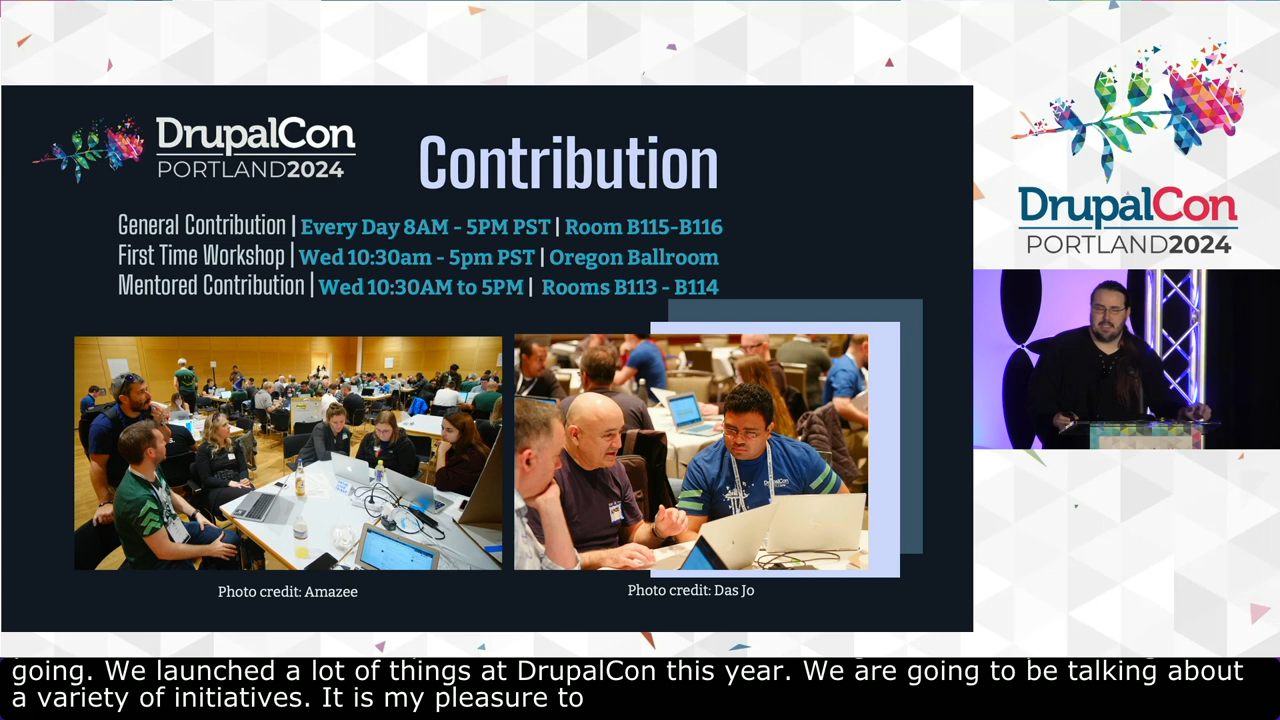 DrupalCon
PORTLAND2024
Contribution
General Contribution | Every Day 8AM - 5PM PST | Room B115-B116
First Time Workshop | Wed 10:30am - 5pm PST | Oregon Ballroom
Mentored Contribution | Wed 10:30AM to 5PM | Rooms B113 - B114
Photo credit: Amazee
Photo credit: Das Jo
DrupalCon
PORTLAND2024
going. We launched a lot of things at DrupalCon this year. We are going to be talking about
a variety of initiatives. It is my pleasure to